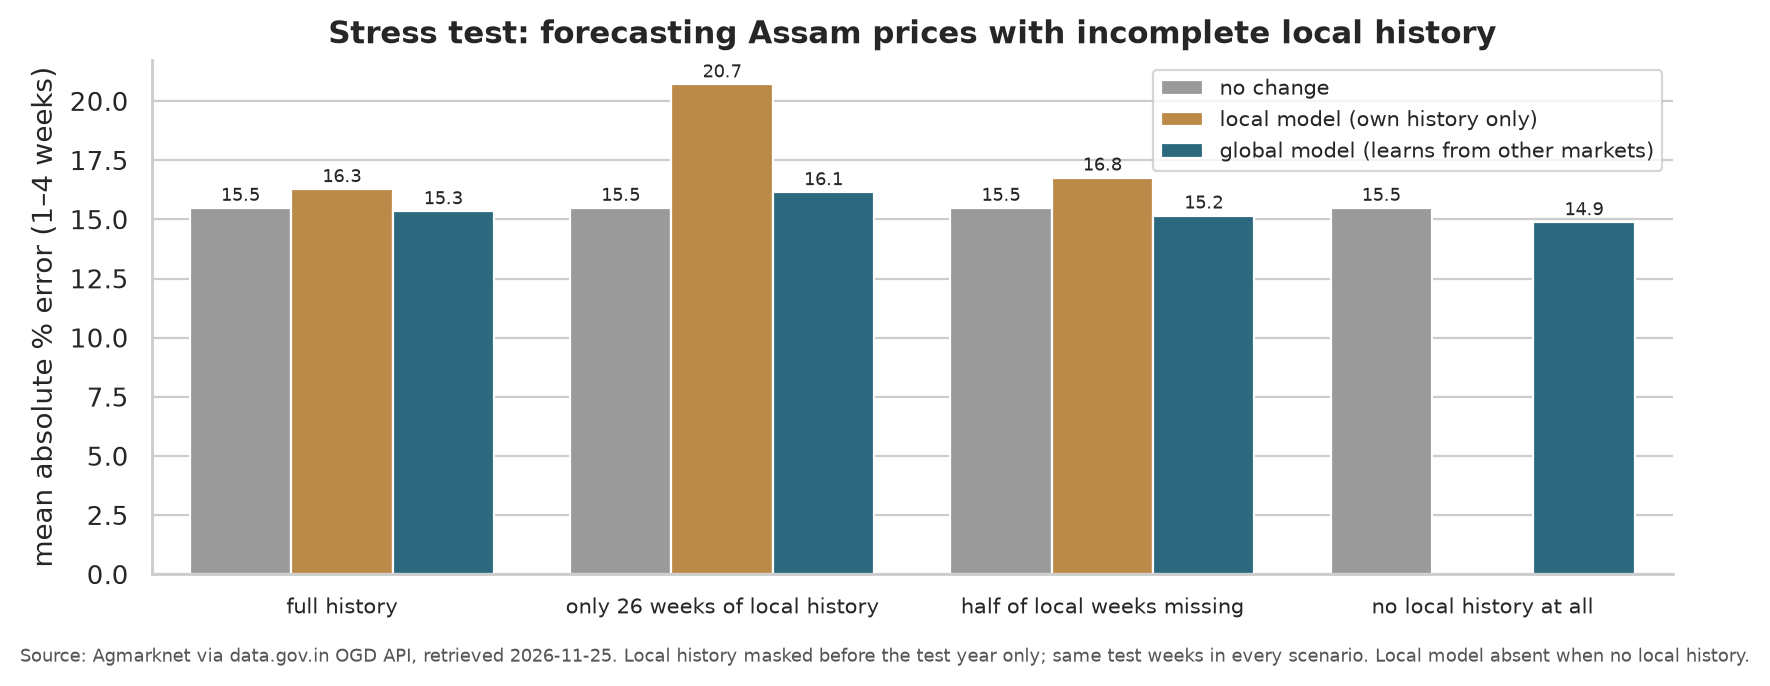 Stress test: forecasting Assam prices with incomplete local history
mean absolute % error (1–4 weeks)
20.0
17.5
15.0
12.5
10.0
7.5
5.0
2.5
0.0
no change
local model (own history only)
global model (learns from other markets)
15.5
16.3
15.3
15.5
20.7
16.1
15.5
16.8
15.2
15.5
14.9
full history
only 26 weeks of local history
half of local weeks missing
no local history at all
Source: Agmarknet via data.gov.in OGD API, retrieved 2026-11-25. Local history masked before the test year only; same test weeks in every scenario. Local model absent when no local history.